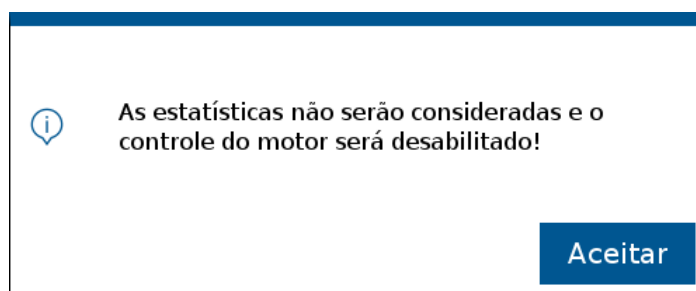 As estatísticas não serão consideradas e o
controle do motor será desabilitado!
Aceitar